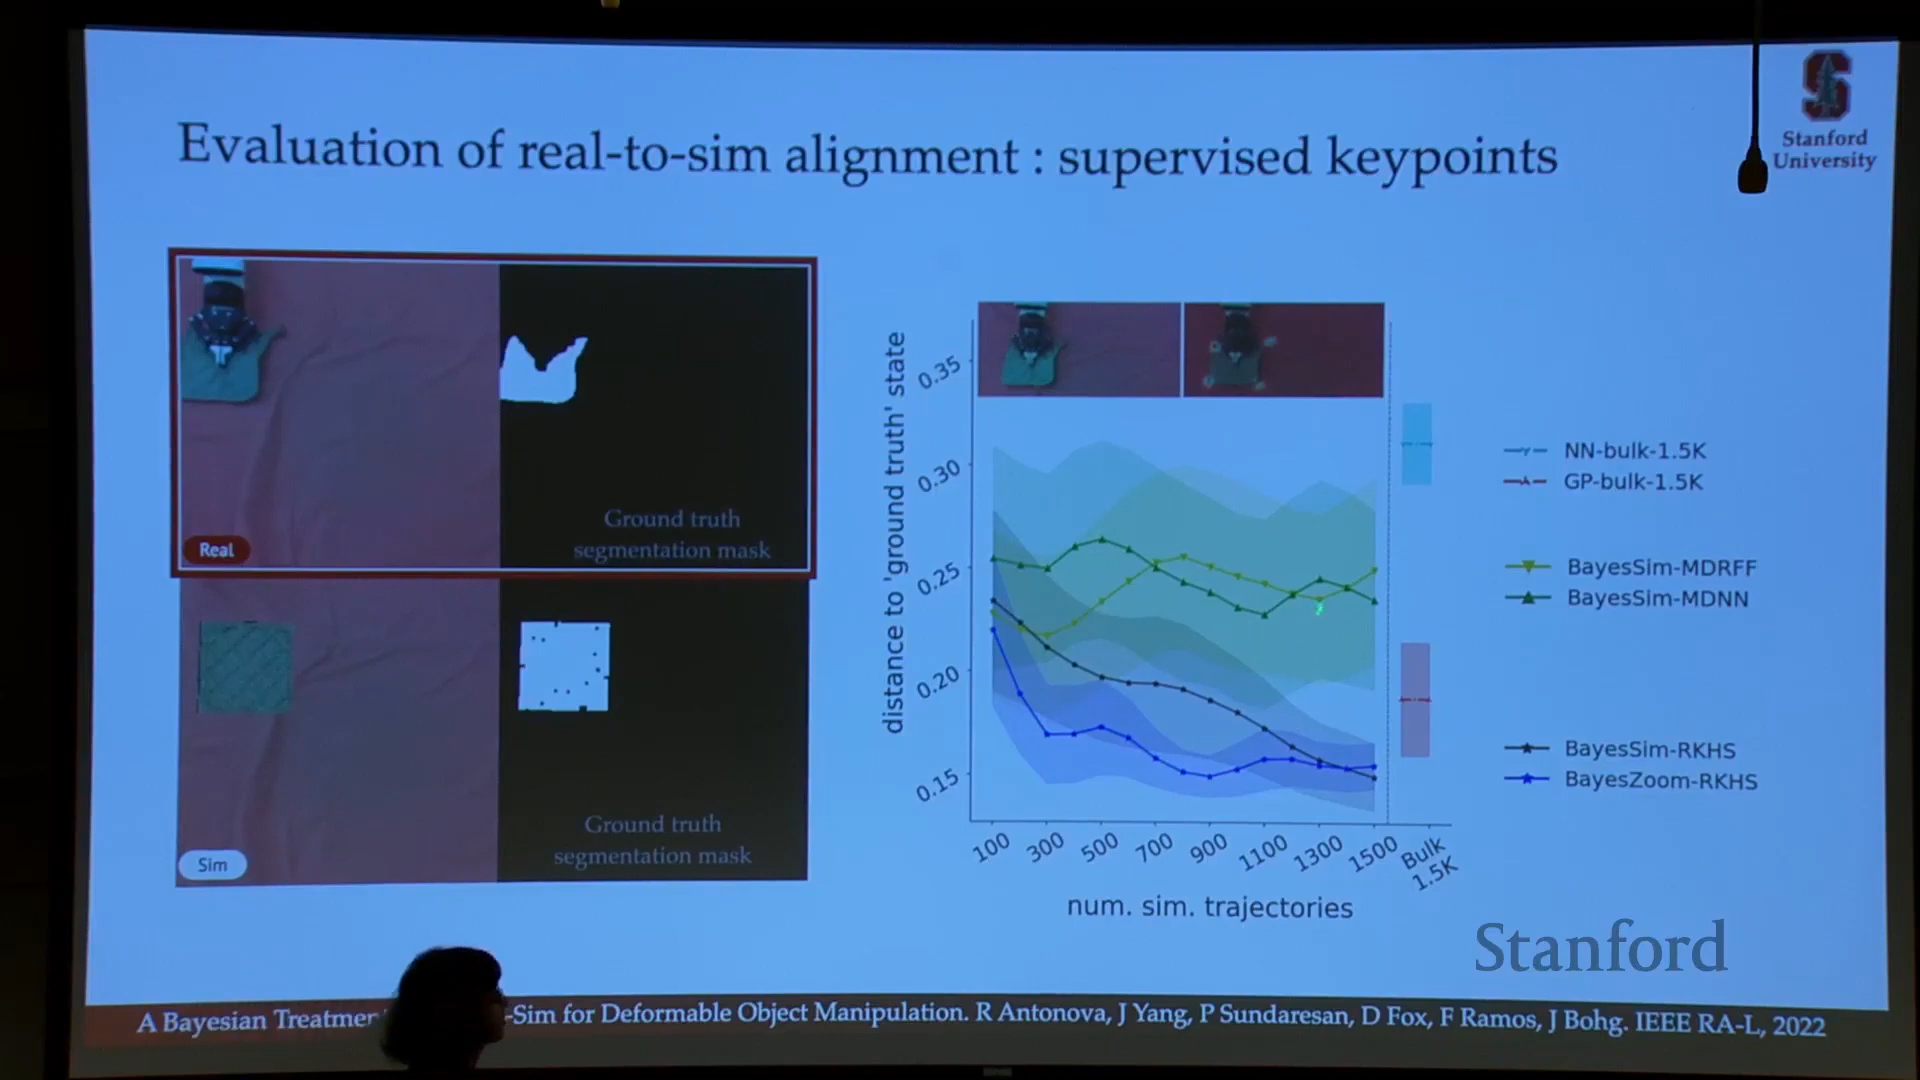 Evaluation of real-to-sim alignment : supervised keypoints
Stanford
University
Ground truth
segmentation mask
Real
Ground truth
segmentation mask
Sim
distance to 'ground truth' state
0.35
0.30
0.25
0.20
0.15
100
300
500
700
900
1100
1300
1500
Bulk
1.5K
num. sim. trajectories
NN-bulk-1.5K
GP-bulk-1.5K
BayesSim-MDRFF
BayesSim-MDNN
BayesSim-RKHS
BayesZoom-RKHS
Stanford
A Bayesian Treatmen -Sim for Deformable Object Manipulation. R Antonova, J Yang, P Sundaresan, D Fox, F Ramos, J Bohg. IEEE RA-L, 2022